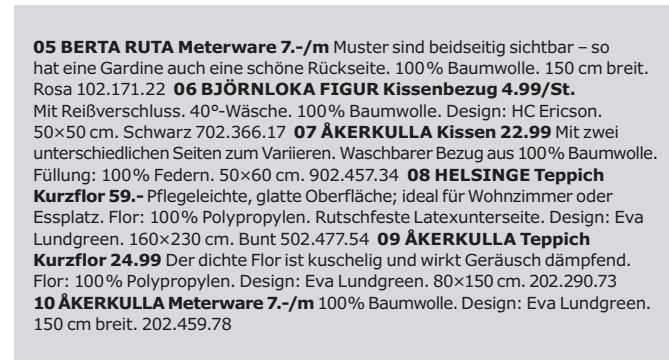 05 BERTA RUTA Meterware 7.-/m Muster sind beidseitig sichtbar – so
hat eine Gardine auch eine schöne Rückseite. 100% Baumwolle. 150 cm breit.
Rosa 102.171.22 06 BJÖRNLOKA FIGUR Kissenbezug 4.99/St.
Mit Reißverschluss. 40°-Wäsche. 100% Baumwolle. Design: HC Ericson.
50×50 cm. Schwarz 702.366.17 07 ÅKERKULLA Kissen 22.99 Mit zwei
unterschiedlichen Seiten zum Variieren. Waschbarer Bezug aus 100% Baumwolle.
Füllung: 100% Federn. 50×60 cm. 902.457.34 08 HELSINGE Teppich
Kurzflor 59.- Pflegeleichte, glatte Oberfläche; ideal für Wohnzimmer oder
Essplatz. Flor: 100% Polypropylen. Rutschfeste Latexunterseite. Design: Eva
Lundgreen. 160×230 cm. Bunt 502.477.54 09 ÅKERKULLA Teppich
Kurzflor 24.99 Der dichte Flor ist kuschelig und wirkt Geräusch dämpfend.
Flor: 100% Polypropylen. Design: Eva Lundgreen. 80×150 cm. 202.290.73
10 ÅKERKULLA Meterware 7.-/m 100% Baumwolle. Design: Eva Lundgreen.
150 cm breit. 202.459.78